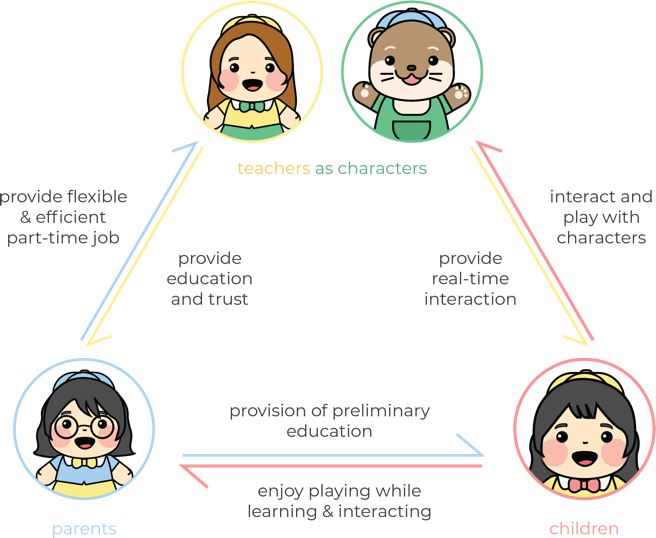 teachers as characters
provide flexible
& efficient
part-time job
interact and
play with
characters
provide
education
and trust
provide
real-time
interaction
provision of preliminary
education
enjoy playing while
learning & interacting
parents
children